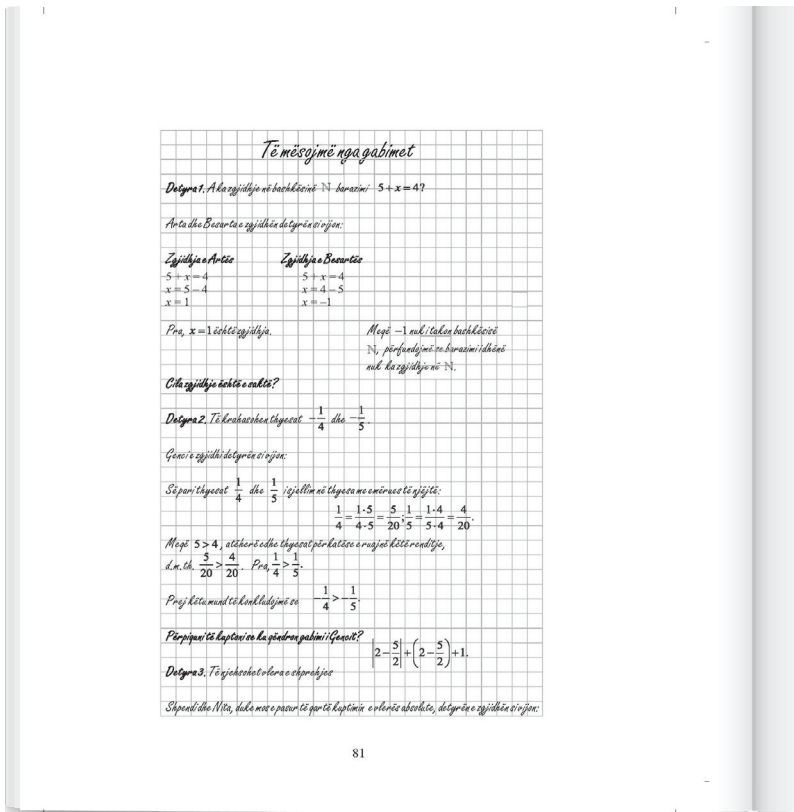 Të mësojmë nga gabimet
Detyra 1. A ka zgjidhje në bashkësinë ℕ barazimi 5 + x = 4?
Arta dhe Besarta e zgjidhën detyrën si vijon:
Zgjidhja e Artës Zgjidhja e Besartës
5 + x = 4 5 + x = 4
x = 5 – 4 x = 4 – 5
x = 1 x = –1
Pra, x = 1 është zgjidhja. Meqë –1 nuk i takon bashkësisë
ℕ, përfundojmë se barazimi i dhënë
nuk ka zgjidhje në ℕ.
Cila zgjidhje është e saktë?
Detyra 2. Të krahasohen thyesat –1/4 dhe –1/5.
Genci e zgjidhi detyrën si vijon:
Së pari thyesat 1/4 dhe 1/5 i sjellim në thyesa me emërues të njëjtë:
1/4 = 1·5/4·5 = 5/20; 1/5 = 1·4/5·4 = 4/20.
Meqë 5 > 4, atëherë edhe thyesat përkatëse e ruajnë këtë renditje,
d.m.th. 5/20 > 4/20. Pra, 1/4 > 1/5.
Prej këtu mund të konkludojmë se –1/4 > –1/5.
Përpiquni të kuptoni se ku qëndron gabimi i Gencit?
|2 – 5/2| + (2 – 5/2) + 1.
Detyra 3. Të njehsohet vlera e shprehjes
Shpendi dhe Nita, duke mos e pasur të qartë kuptimin e vlerës absolute, detyrën e zgjidhën si vijon:
81